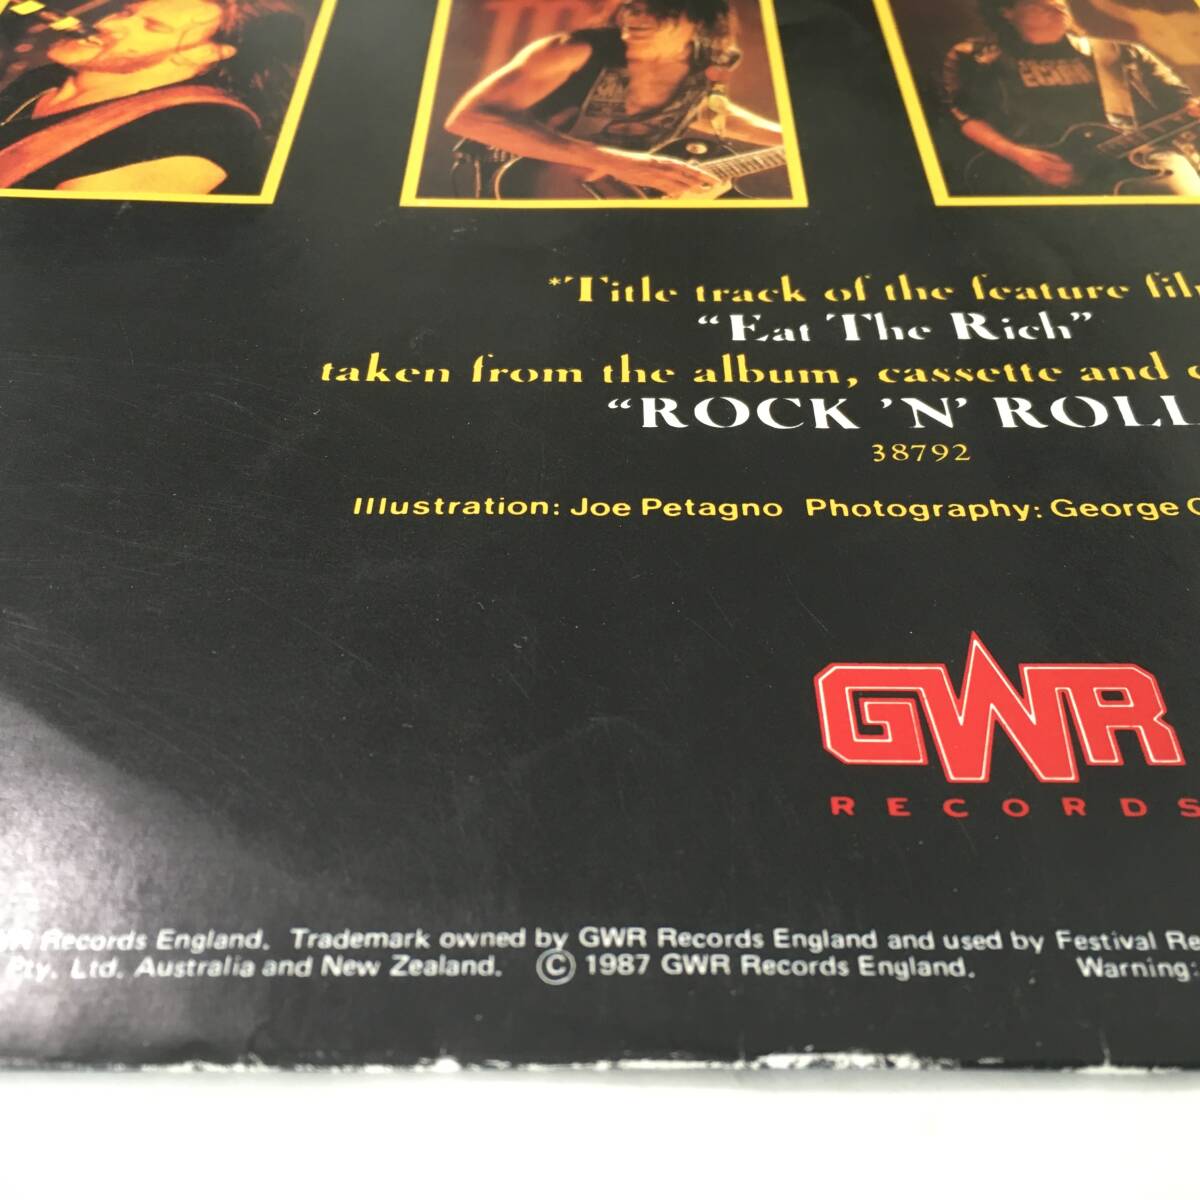 *Title track of the feature
"Eat The Rich"
taken from the album, cassette and
"ROCK 'N' ROLL
38792
Illustration: Joe Petagno Photography: George
GWR
RECORDS
Records England. Trademark owned by GWR Records England and used by Festival
Pty. Ltd. Australia and New Zealand. © 1987 GWR Records England. Warning: